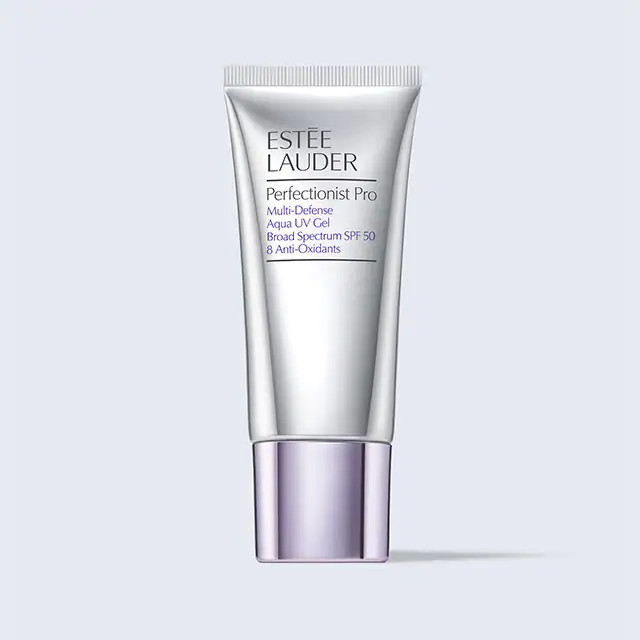 ESTĒE
LAUDER
Perfectionist Pro
Multi-Defense
Aqua UV Gel
Broad Spectrum SPF 50
8 Anti-Oxidants